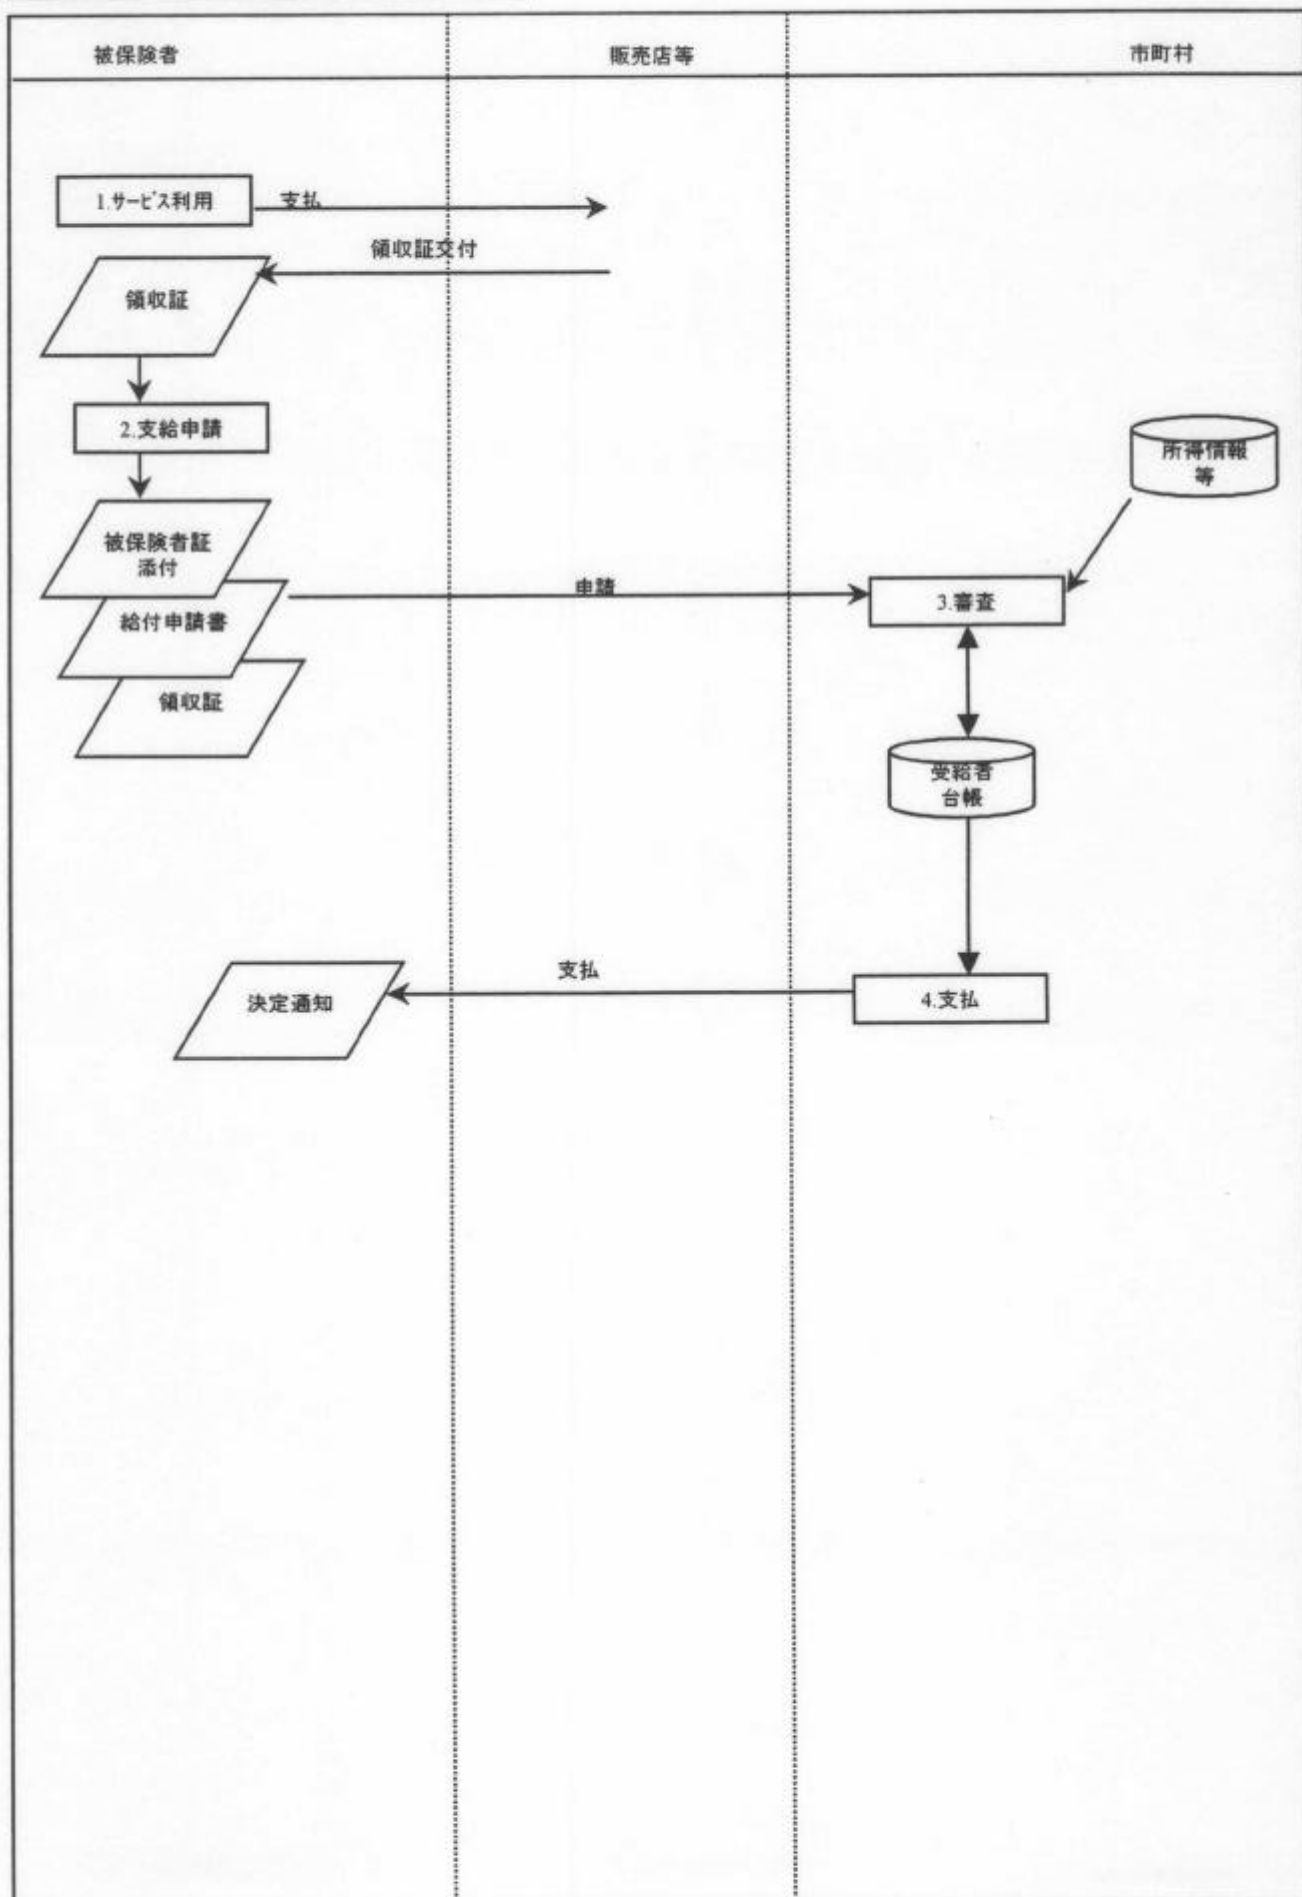 被保険者
販売店等
市町村
1.サービス利用
支払
領収証交付
領収証
2.支給申請
所得情報
等
被保険者証
添付
申請
3.審査
給付申請書
領収証
受給者
台帳
支払
決定通知
4.支払